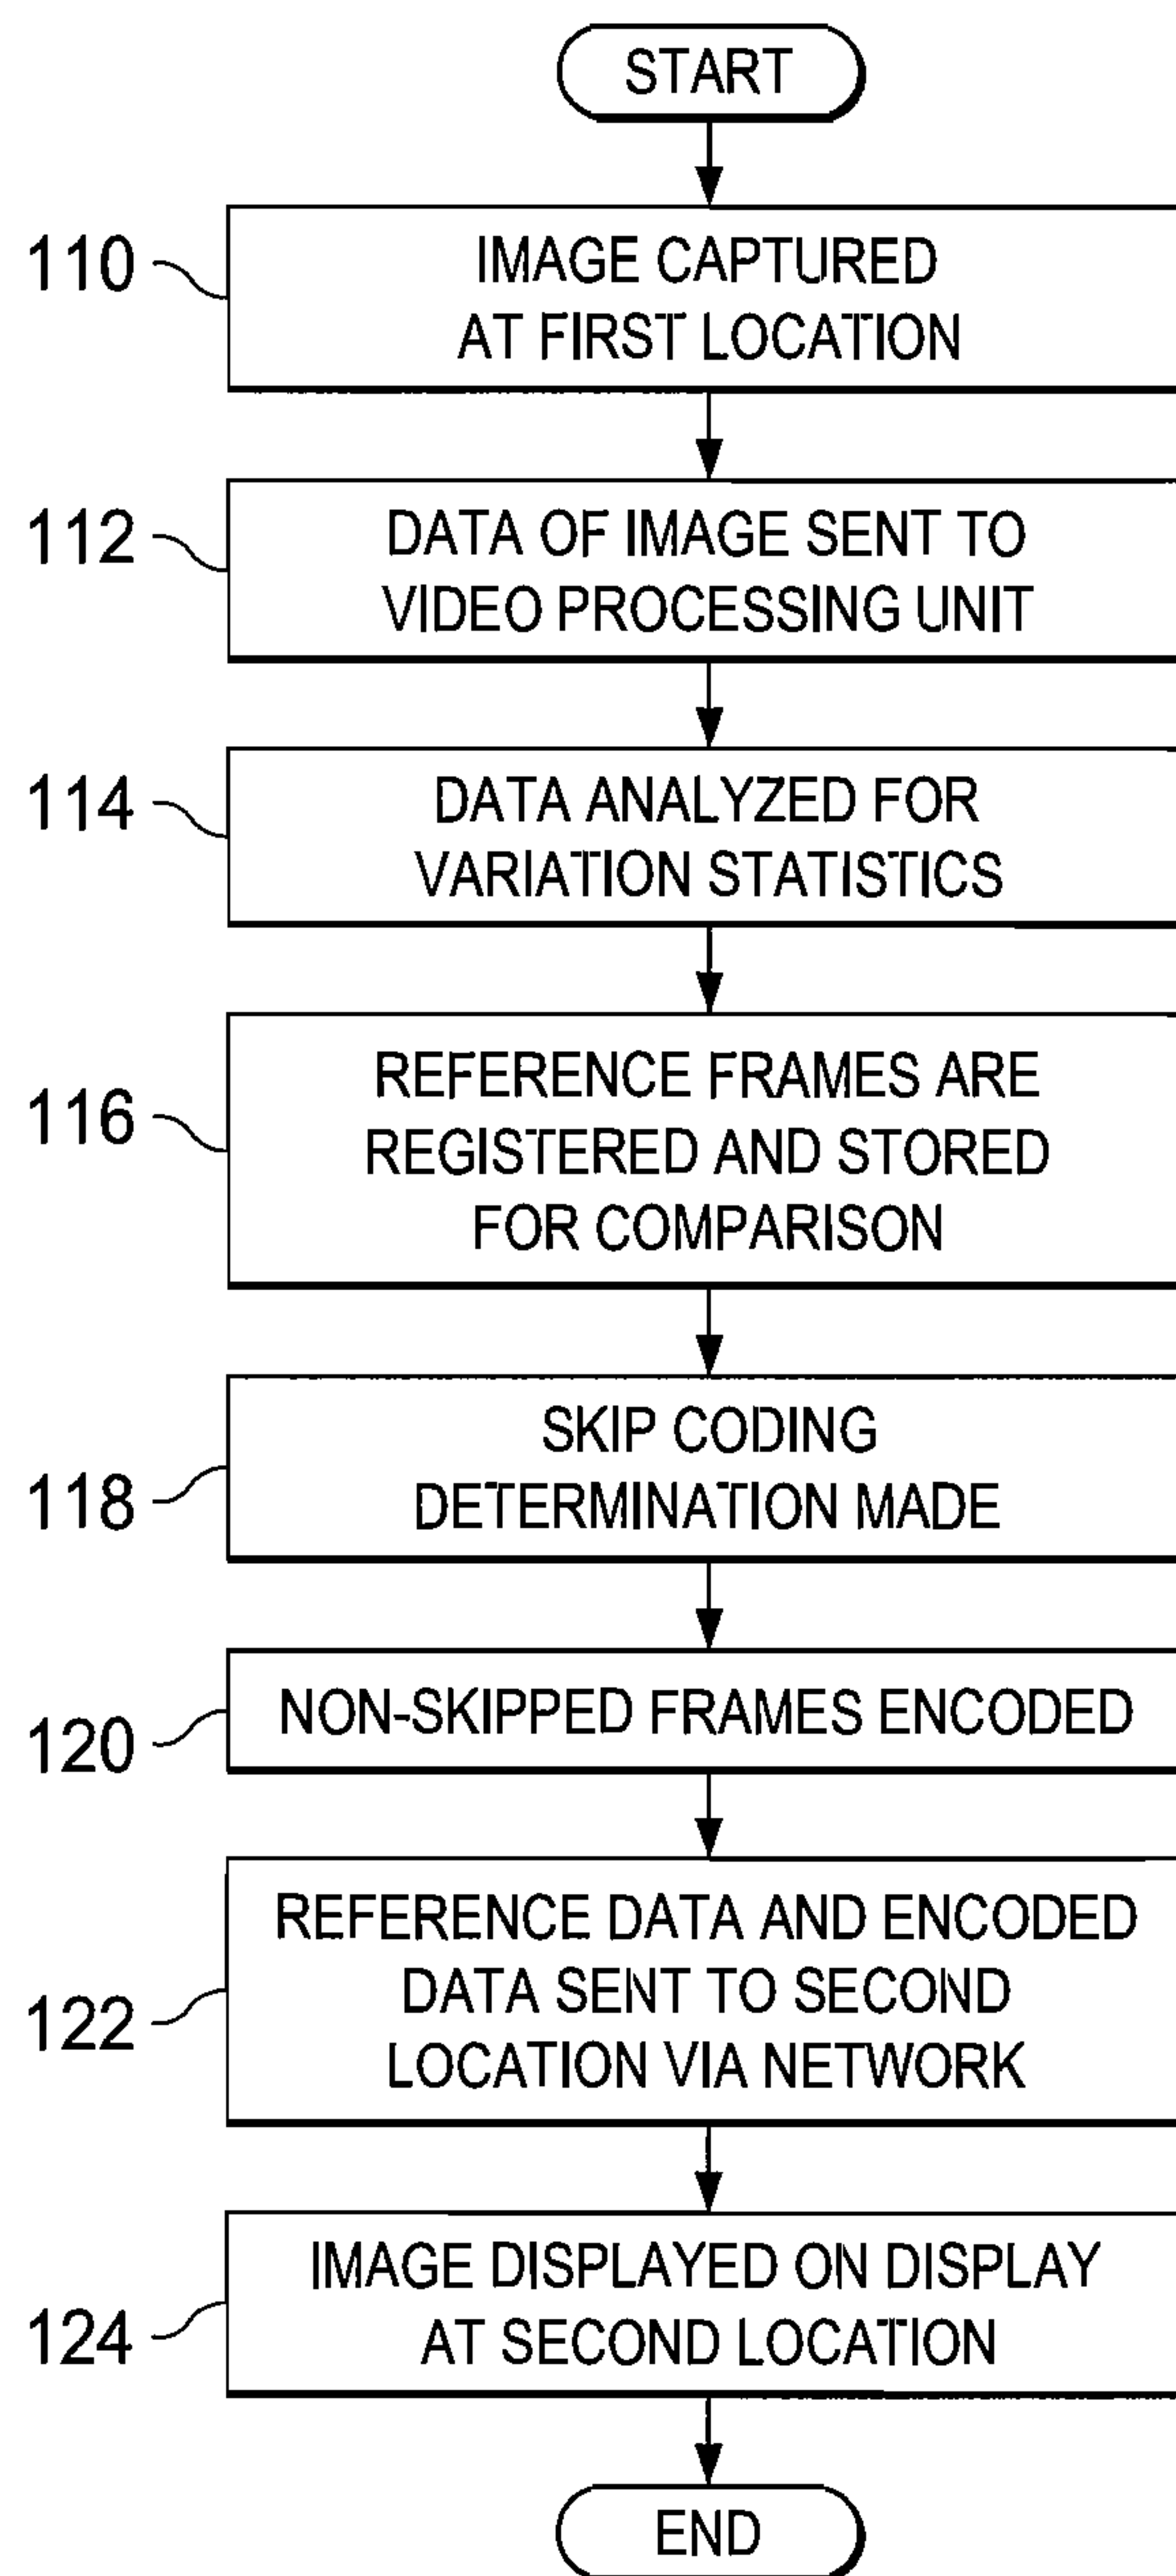 START
110
IMAGE CAPTURED
AT FIRST LOCATION
112
DATA OF IMAGE SENT TO
VIDEO PROCESSING UNIT
114
DATA ANALYZED FOR
VARIATION STATISTICS
116
REFERENCE FRAMES ARE
REGISTERED AND STORED
FOR COMPARISON
118
SKIP CODING
DETERMINATION MADE
120
NON-SKIPPED FRAMES ENCODED
122
REFERENCE DATA AND ENCODED
DATA SENT TO SECOND
LOCATION VIA NETWORK
124
IMAGE DISPLAYED ON DISPLAY
AT SECOND LOCATION
END